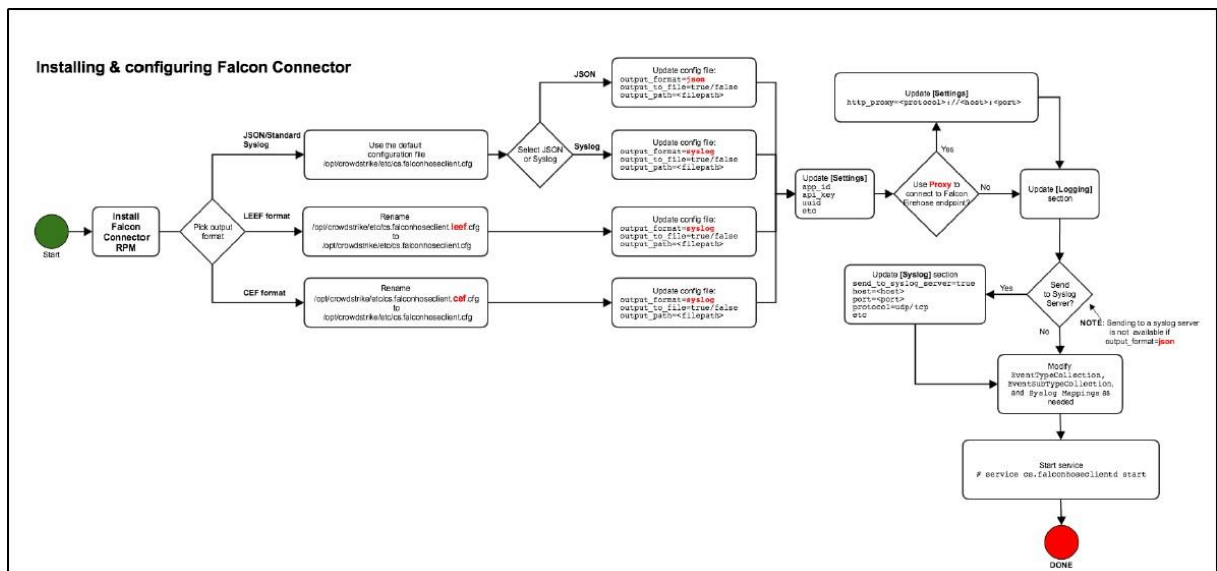 Installing & configuring Falcon Connector
Start
Install
Falcon
Connector
RPM
Pick output
format
JSON/Standard
Syslog
Use the default
configuration file
/opt/crowdstrike/etc/cs.falconhoseclient.cfg
Select JSON
or Syslog
JSON
Update config file:
output_format=json
output_to_file=true/false
output_path=<filepath>
Syslog
Update config file:
output_format=syslog
output_to_file=true/false
output_path=<filepath>
LEEF format
Rename
/opt/crowdstrike/etc/cs.falconhoseclient.leef.cfg
to
/opt/crowdstrike/etc/cs.falconhoseclient.cfg
Update config file:
output_format=syslog
output_to_file=true/false
output_path=<filepath>
CEF format
Rename
/opt/crowdstrike/etc/cs.falconhoseclient.cef.cfg
to
/opt/crowdstrike/etc/cs.falconhoseclient.cfg
Update config file:
output_format=syslog
output_to_file=true/false
output_path=<filepath>
Update [Settings]
app_id
api_key
uuid
etc
Use Proxy to
connect to Falcon
Firehose endpoint?
Yes
Update [Settings]
http_proxy=<protocol>://<host>:<port>
No
Update [Logging]
section
Send
to Syslog
Server?
NOTE: Sending to a syslog server
is not available if
output_format=json
Yes
Update [Syslog] section
send_to_syslog_server=true
host=<host>
port=<port>
protocol=udp/tcp
etc
No
Modify
EventTypeCollection,
EventSubTypeCollection,
and Syslog Mappings as
needed
Start service
# service cs.falconhoseclientd start
DONE